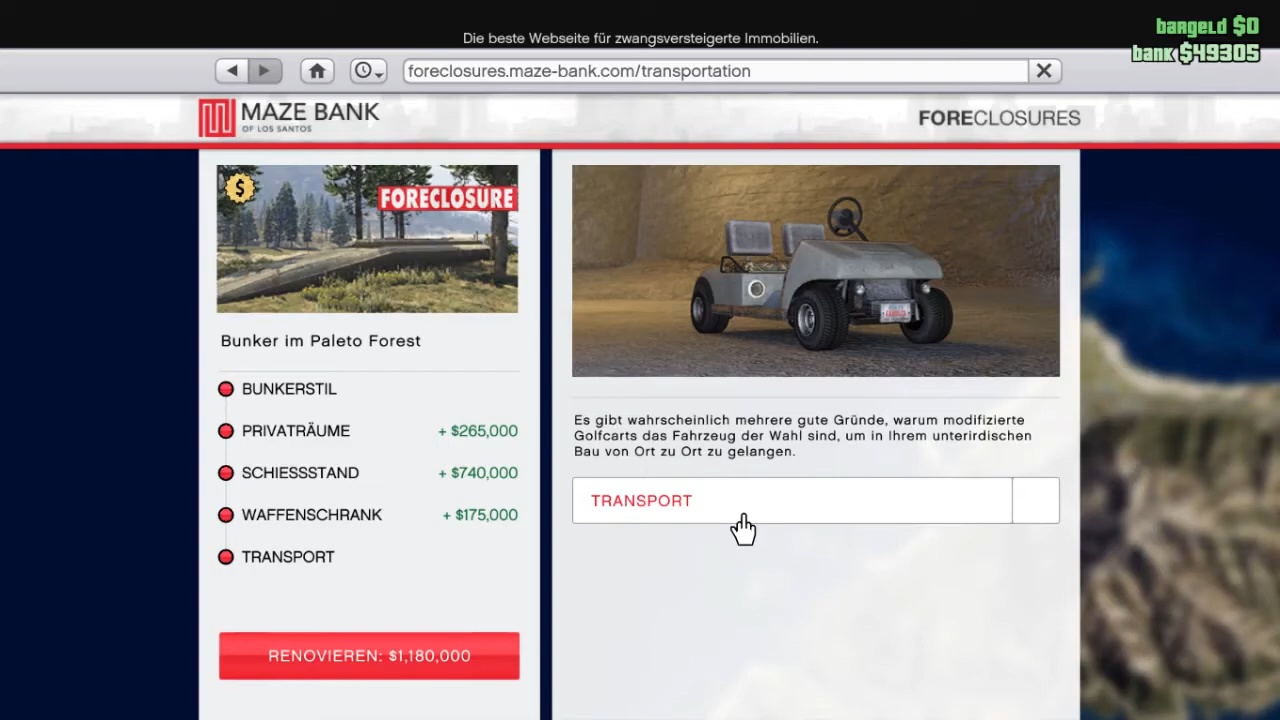 Die beste Webseite für zwangsversteigerte Immobilien.
bargeld $0
bank $49305
foreclosures.maze-bank.com/transportation
MAZE BANK
OF LOS SANTOS
FORECLOSURES
$
FORECLOSURE
Bunker im Paleto Forest
BUNKERSTIL
PRIVATRÄUME + $265,000
SCHIESSSTAND + $740,000
WAFFENSCHRANK + $175,000
TRANSPORT
RENOVIEREN: $1,180,000
Es gibt wahrscheinlich mehrere gute Gründe, warum modifizierte
Golfcarts das Fahrzeug der Wahl sind, um in Ihrem unterirdischen
Bau von Ort zu Ort zu gelangen.
TRANSPORT